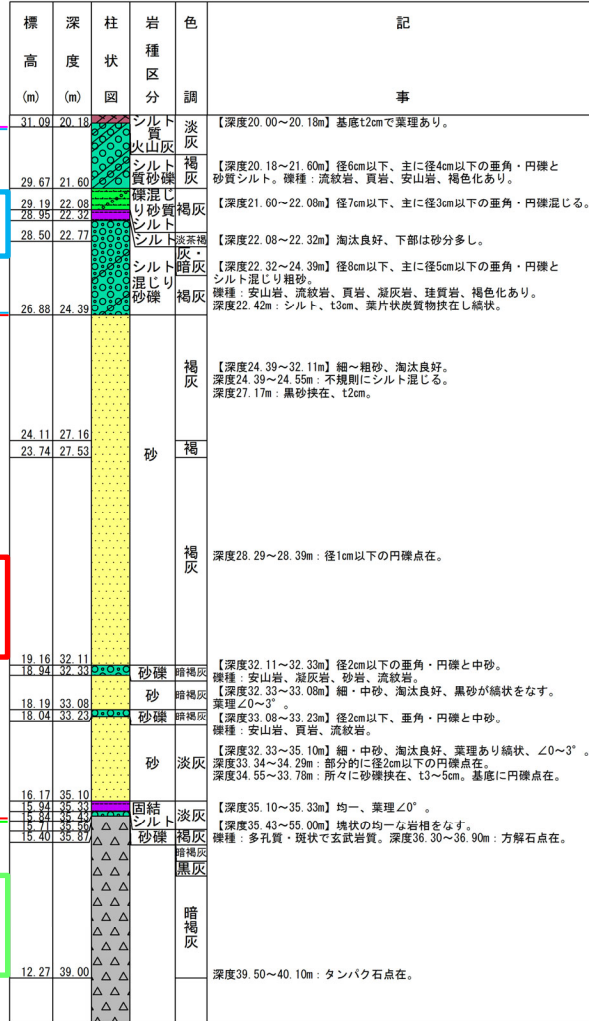 標高(m) 深度(m) 柱状図 岩種区分 色調 記事
31.09 20.18 シルト質火山灰 淡灰 【深度20.00~20.18m】基底t2cmで葉理あり。
29.67 21.60 シルト質砂礫 褐灰 【深度20.18~21.60m】径6cm以下、主に径4cm以下の亜角・円礫と
砂質シルト。礫種:流紋岩、頁岩、安山岩、褐色化あり。
29.19 22.08 礫混じり砂質シルト 褐灰 【深度21.60~22.08m】径7cm以下、主に径3cm以下の亜角・円礫混じる。
28.95 22.32 シルト 淡茶褐 【深度22.08~22.32m】淘汰良好、下部は砂分多し。
28.50 22.77 シルト混じり砂礫 灰・暗灰 【深度22.32~24.39m】径8cm以下、主に径5cm以下の亜角・円礫と
シルト混じり粗砂。
26.88 24.39 褐灰 礫種:安山岩、流紋岩、頁岩、凝灰岩、珪質岩、褐色化あり。
深度22.42m:シルト、t3cm、葉片状炭質物挟在し縞状。
褐灰 【深度24.39~32.11m】細~粗砂、淘汰良好。
深度24.39~24.55m:不規則にシルト混じる。
深度27.17m:黒砂挟在、t2cm。
24.11 27.16
23.74 27.53 砂 褐
褐灰 深度28.29~28.39m:径1cm以下の円礫点在。
19.16 32.11
18.94 32.33 砂礫 暗褐灰 【深度32.11~32.33m】径2cm以下の亜角・円礫と中砂。
礫種:安山岩、凝灰岩、砂岩、流紋岩。
18.19 33.08 砂 暗褐灰 【深度32.33~33.08m】細・中砂、淘汰良好、黒砂が縞状をなす。
葉理∠0~3°。
18.04 33.23 砂礫 暗褐灰 【深度33.08~33.23m】径2cm以下、亜角・円礫と中砂。
礫種:安山岩、頁岩、流紋岩。
16.17 35.10 砂 淡灰 【深度32.33~35.10m】細・中砂、淘汰良好、葉理あり縞状、∠0~3°。
深度33.34~34.29m:部分的に径2cm以下の円礫点在。
深度34.55~33.78m:所々に砂礫挟在、t3~5cm。基底に円礫点在。
15.94 35.33 固結シルト 淡灰 【深度35.10~35.33m】均一、葉理∠0°。
15.84 35.43
15.71 35.56 【深度35.43~55.00m】塊状の均一な岩相をなす。
15.40 35.87 砂礫 褐灰 礫種:多孔質・斑状で玄武岩質。深度36.30~36.90m:方解石点在。
暗褐灰
黒灰
暗褐灰
12.27 39.00 深度39.50~40.10m:タンパク石点在。